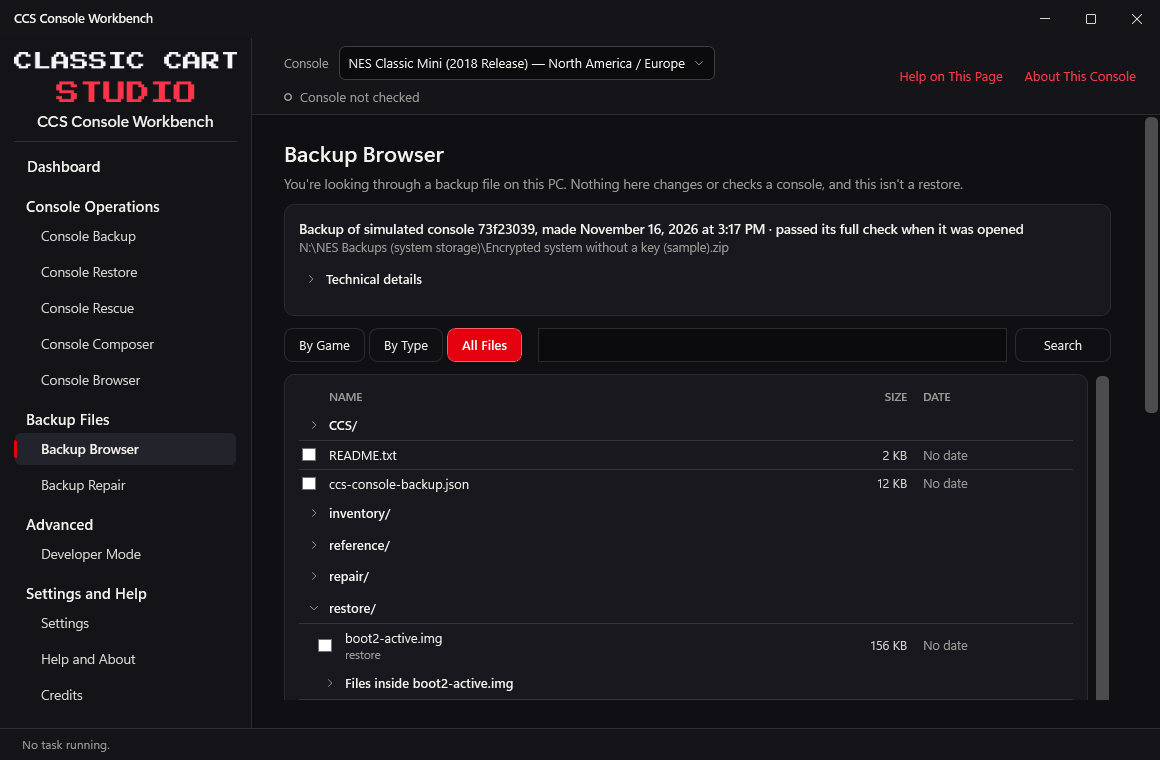 CCS Console Workbench
CLASSIC CART
STUDIO
CCS Console Workbench
Dashboard
Console Operations
Console Backup
Console Restore
Console Rescue
Console Composer
Console Browser
Backup Files
Backup Browser
Backup Repair
Advanced
Developer Mode
Settings and Help
Settings
Help and About
Credits
Console
NES Classic Mini (2018 Release) — North America / Europe
Console not checked
Help on This Page
About This Console
Backup Browser
You're looking through a backup file on this PC. Nothing here changes or checks a console, and this isn't a restore.
Backup of simulated console 73f23039, made November 16, 2026 at 3:17 PM · passed its full check when it was opened
N:\NES Backups (system storage)\Encrypted system without a key (sample).zip
Technical details
By Game
By Type
All Files
Search
NAME SIZE DATE
CCS/
README.txt 2 KB No date
ccs-console-backup.json 12 KB No date
inventory/
reference/
repair/
restore/
boot2-active.img 156 KB No date
restore
Files inside boot2-active.img
No task running.